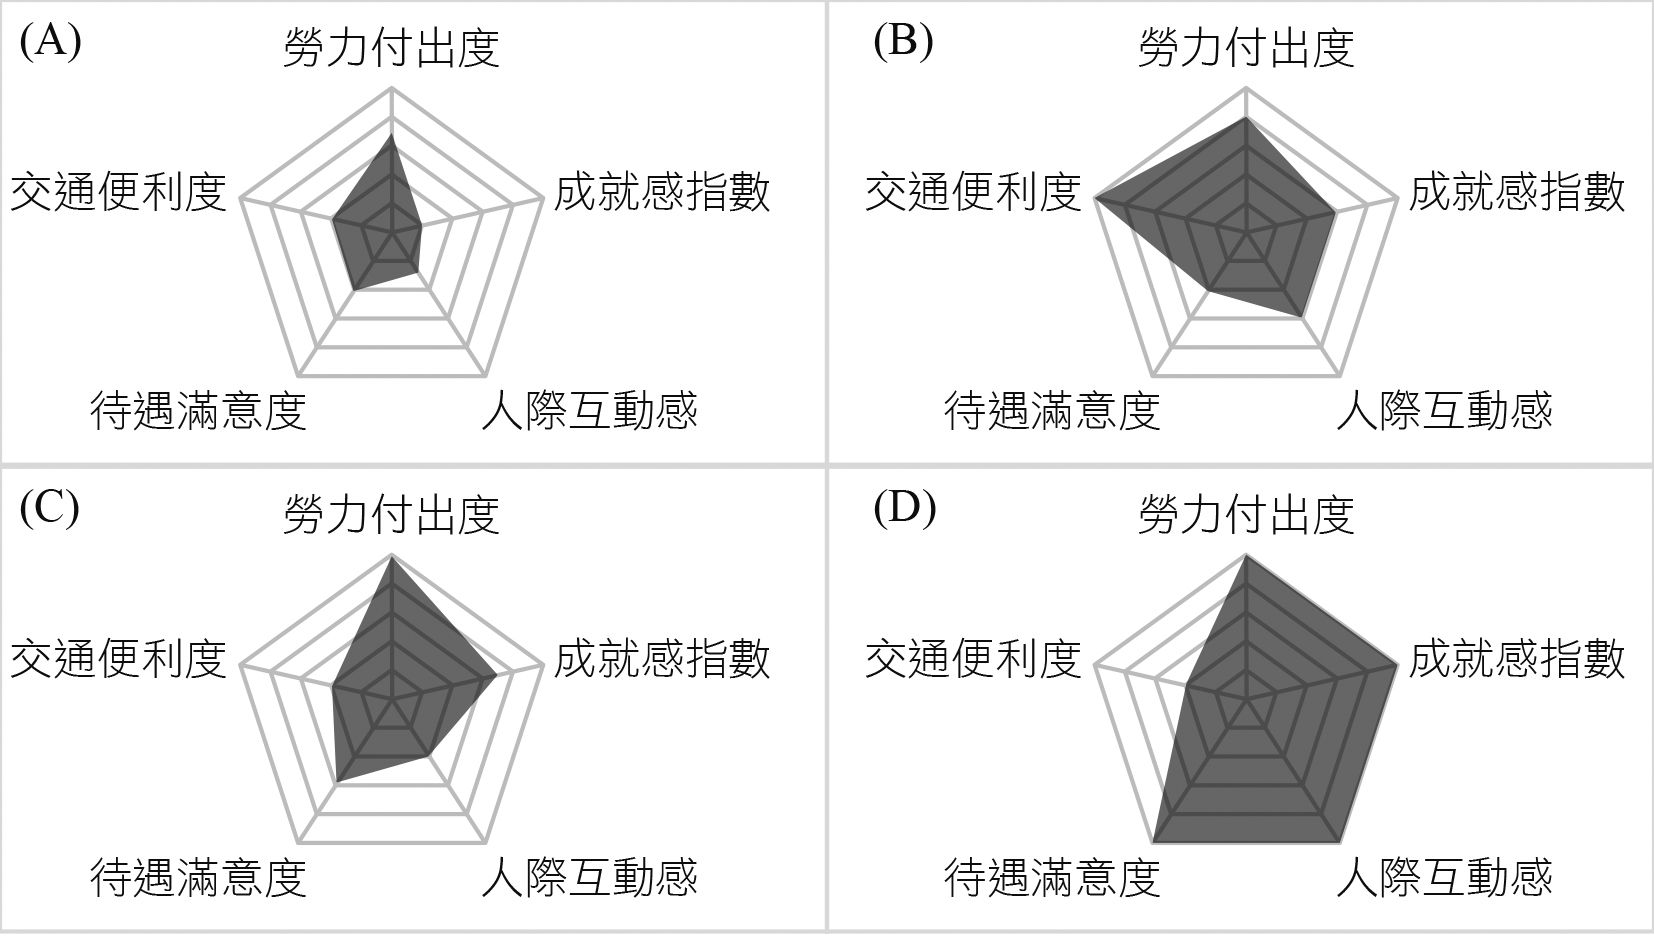 (A)
勞力付出度
交通便利度
成就感指數
待遇滿意度
人際互動感
(B)
勞力付出度
交通便利度
成就感指數
待遇滿意度
人際互動感
(C)
勞力付出度
交通便利度
成就感指數
待遇滿意度
人際互動感
(D)
勞力付出度
交通便利度
成就感指數
待遇滿意度
人際互動感